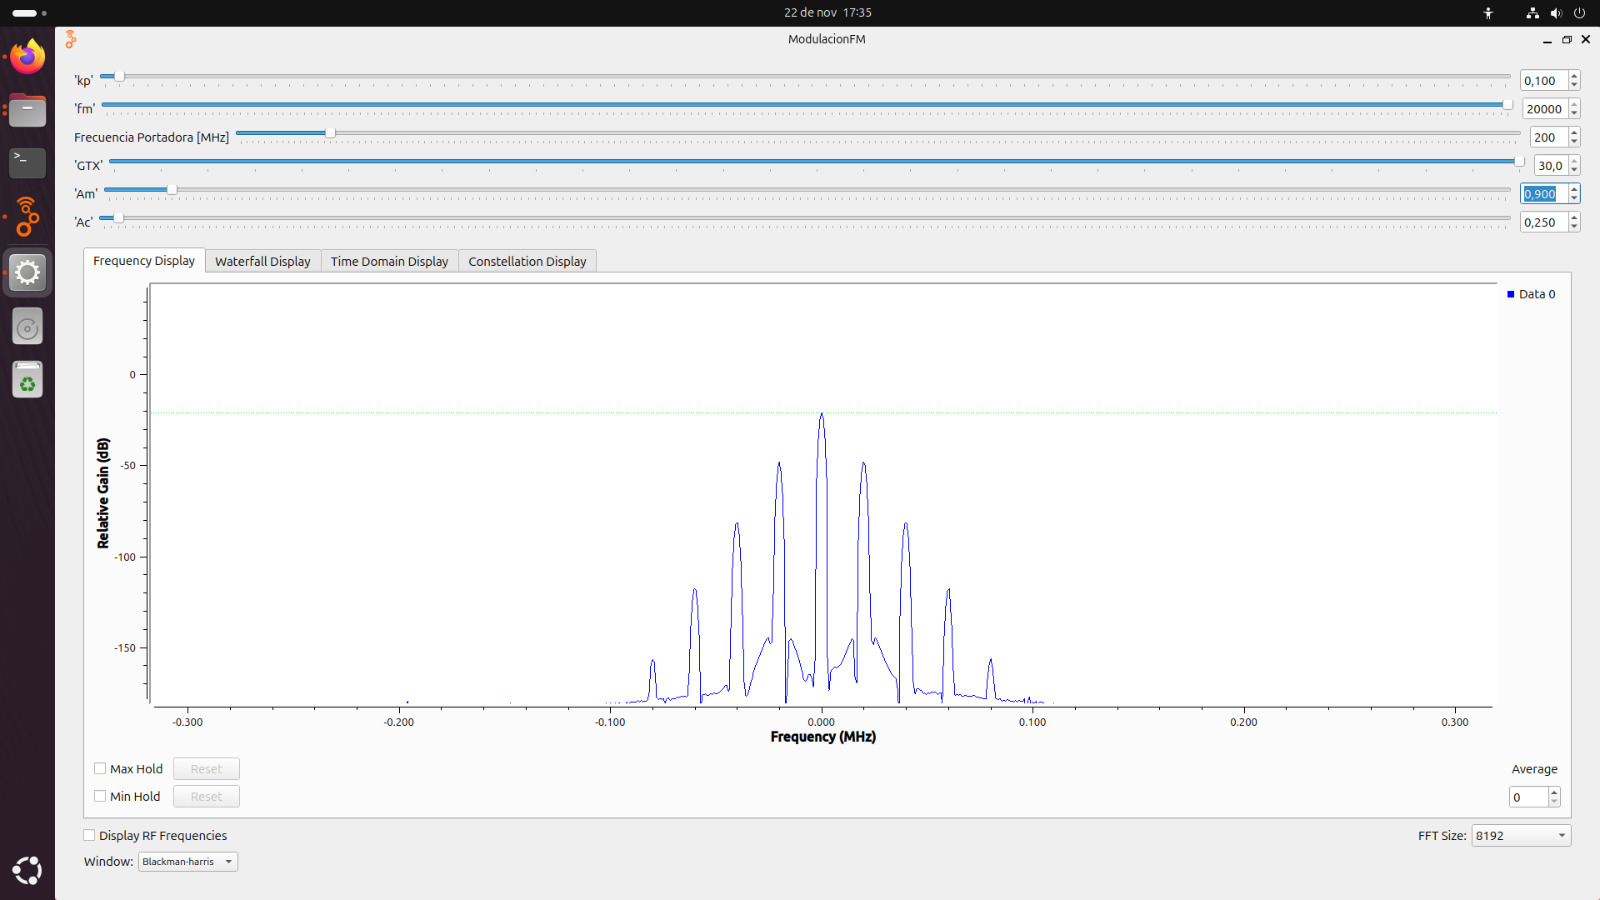 22 de nov 17:35
ModulacionFM
'kp' 0,100
'fm' 20000
Frecuencia Portadora [MHz] 200
'GTX' 30,0
'Am' 0,900
'Ac' 0,250
Frequency Display Waterfall Display Time Domain Display Constellation Display
Data 0
0
-50
-100
-150
Relative Gain (dB)
-0.300 -0.200 -0.100 0.000 0.100 0.200 0.300
Frequency (MHz)
Max Hold Reset Average
Min Hold Reset 0
Display RF Frequencies FFT Size: 8192
Window: Blackman-harris